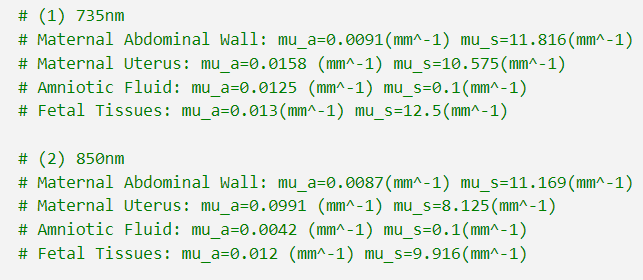 # (1) 735nm
# Maternal Abdominal Wall: mu_a=0.0091(mm^-1) mu_s=11.816(mm^-1)
# Maternal Uterus: mu_a=0.0158 (mm^-1) mu_s=10.575(mm^-1)
# Amniotic Fluid: mu_a=0.0125 (mm^-1) mu_s=0.1(mm^-1)
# Fetal Tissues: mu_a=0.013(mm^-1) mu_s=12.5(mm^-1)
# (2) 850nm
# Maternal Abdominal Wall: mu_a=0.0087(mm^-1) mu_s=11.169(mm^-1)
# Maternal Uterus: mu_a=0.0991 (mm^-1) mu_s=8.125(mm^-1)
# Amniotic Fluid: mu_a=0.0042 (mm^-1) mu_s=0.1(mm^-1)
# Fetal Tissues: mu_a=0.012 (mm^-1) mu_s=9.916(mm^-1)